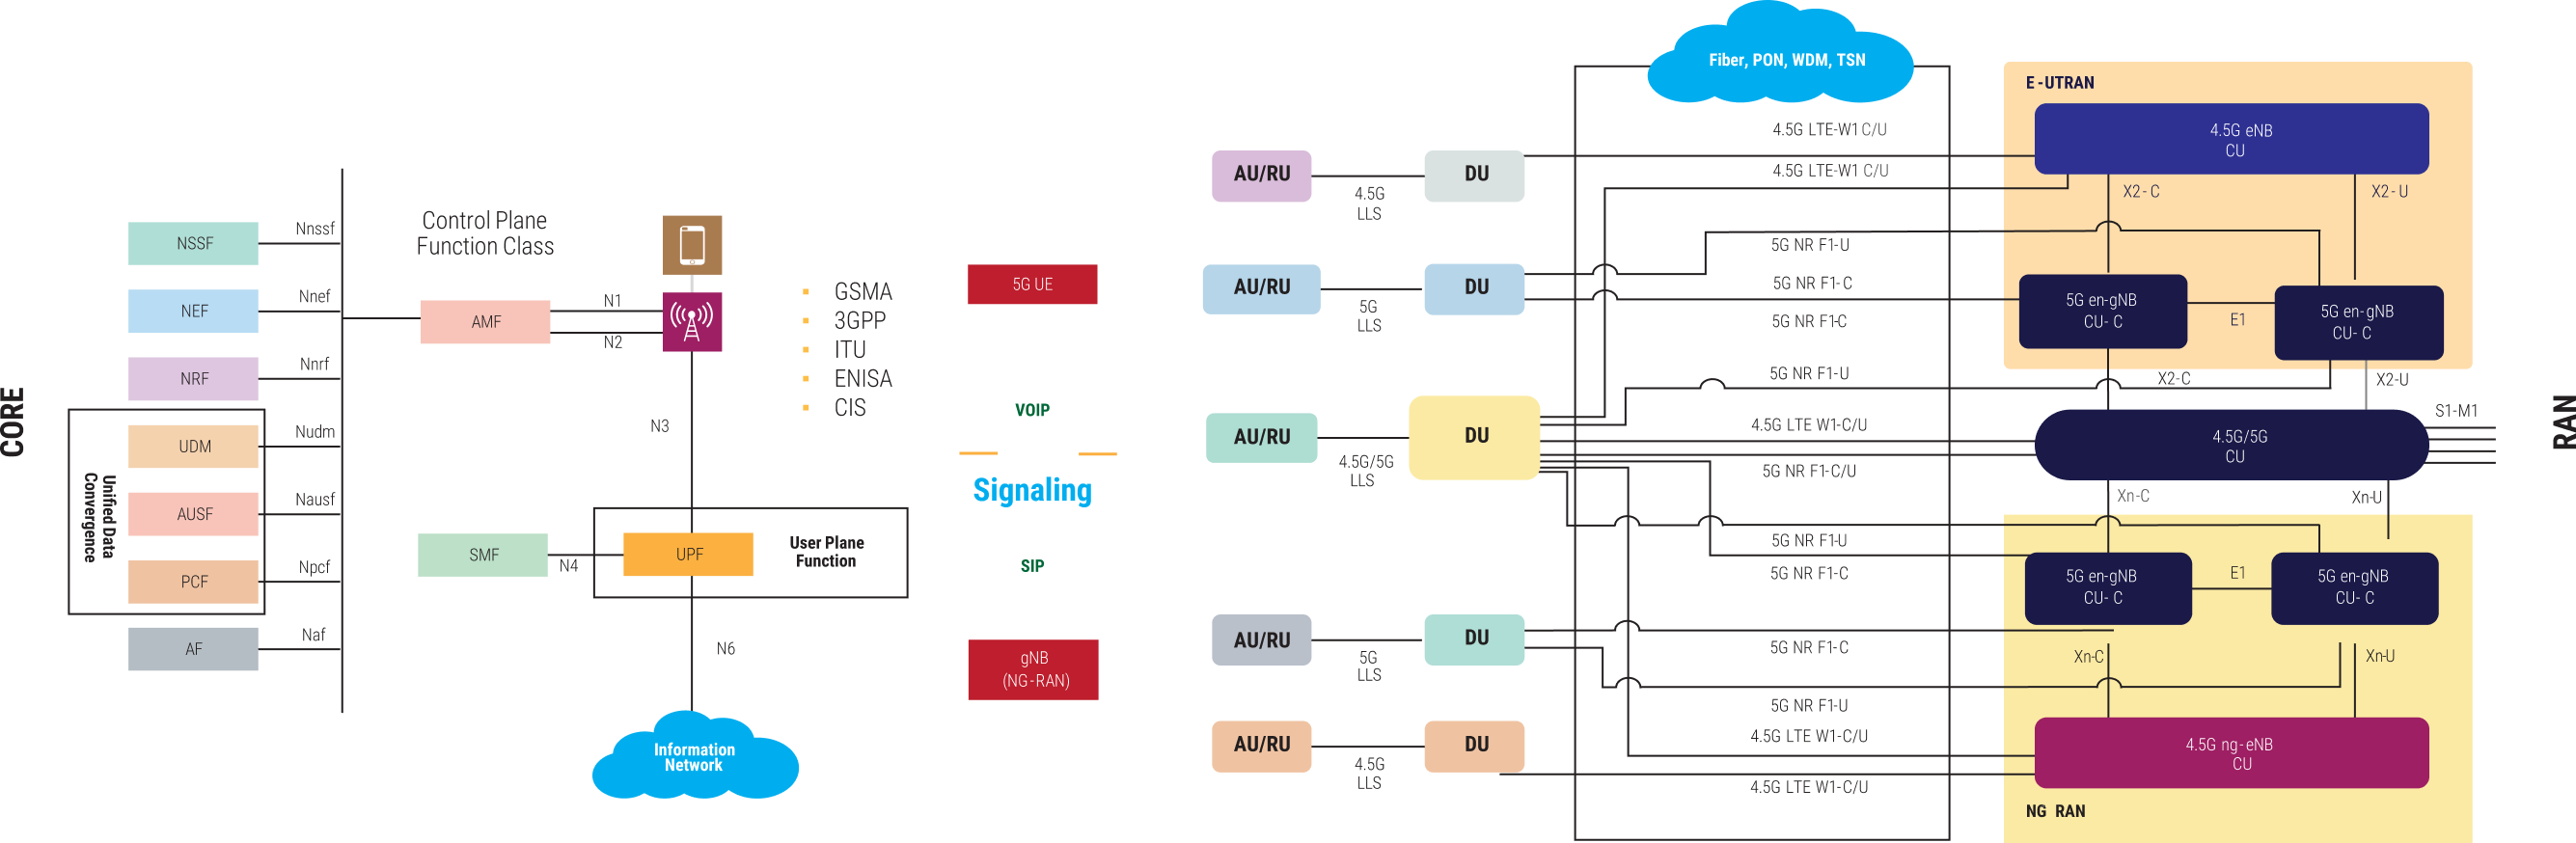 CORE
NSSF
Nnssf
NEF
Nnef
NRF
Nnrf
UDM
Nudm
AUSF
Nausf
PCF
Npcf
AF
Naf
Unified Data
Convergence
Control Plane
Function Class
AMF
N1
N2
N3
SMF
N4
UPF
User Plane
Function
N6
Information
Network
▪ GSMA
▪ 3GPP
▪ ITU
▪ ENISA
▪ CIS
5G UE
VOIP
Signaling
SIP
gNB
(NG-RAN)
Fiber, PON, WDM, TSN
AU/RU
4.5G
LLS
DU
AU/RU
5G
LLS
DU
AU/RU
4.5G/5G
LLS
DU
AU/RU
5G
LLS
DU
AU/RU
4.5G
LLS
DU
4.5G LTE-W1 C/U
4.5G LTE-W1 C/U
5G NR F1-U
5G NR F1-C
5G NR F1-C
5G NR F1-U
4.5G LTE W1-C/U
5G NR F1-C/U
5G NR F1-U
5G NR F1-C
5G NR F1-C
5G NR F1-U
4.5G LTE W1-C/U
4.5G LTE W1-C/U
E-UTRAN
4.5G eNB
CU
X2-C
X2-U
5G en-gNB
CU-C
E1
5G en-gNB
CU-C
X2-C
X2-U
4.5G/5G
CU
S1-M1
Xn-C
Xn-U
5G en-gNB
CU-C
E1
5G en-gNB
CU-C
Xn-C
Xn-U
4.5G ng-eNB
CU
NG RAN
RAN